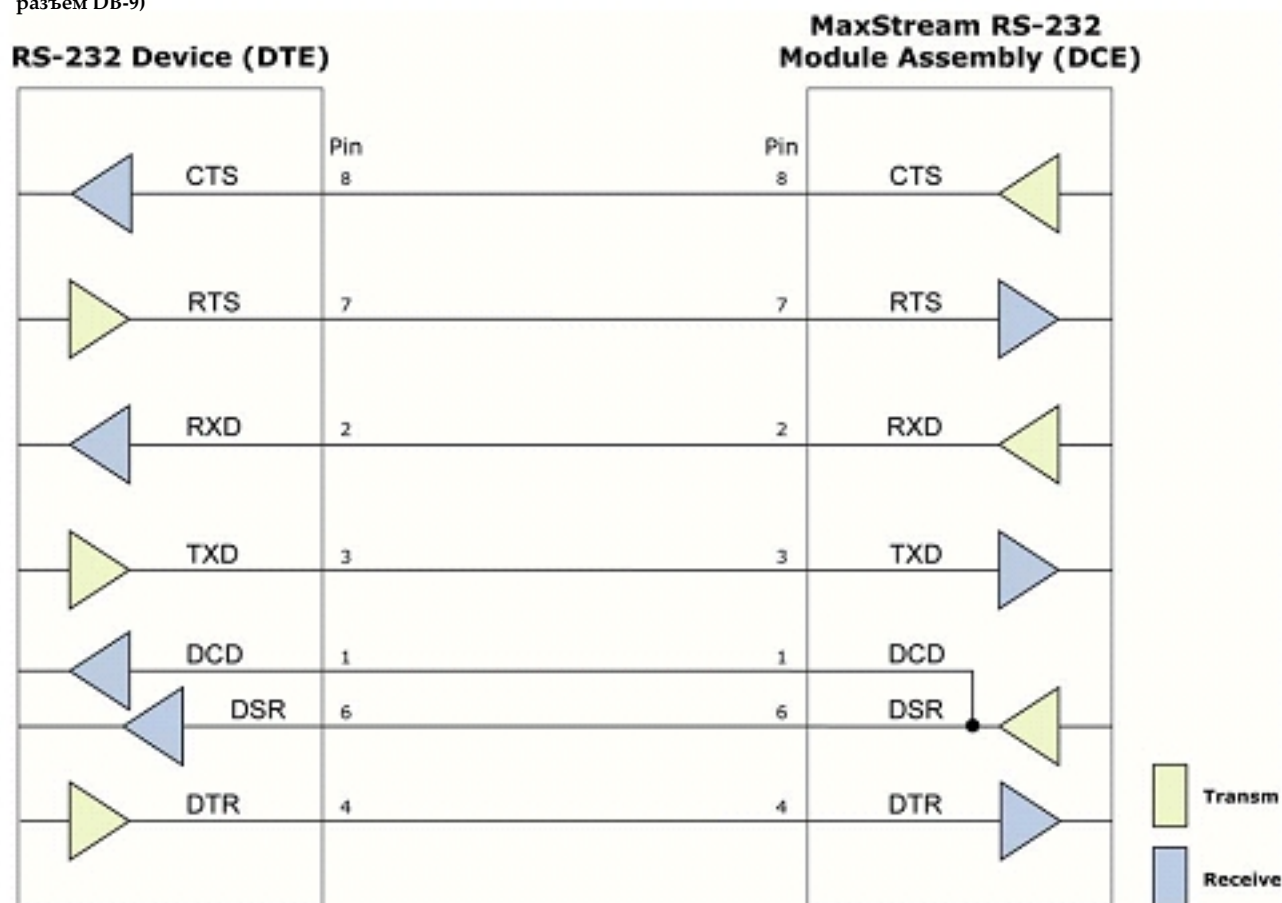 разъем DB-9)
MaxStream RS-232
RS-232 Device (DTE) Module Assembly (DCE)
Pin Pin
CTS 8 8 CTS
RTS 7 7 RTS
RXD 2 2 RXD
TXD 3 3 TXD
DCD 1 1 DCD
DSR 6 6 DSR
DTR 4 4 DTR
Transm
Receive